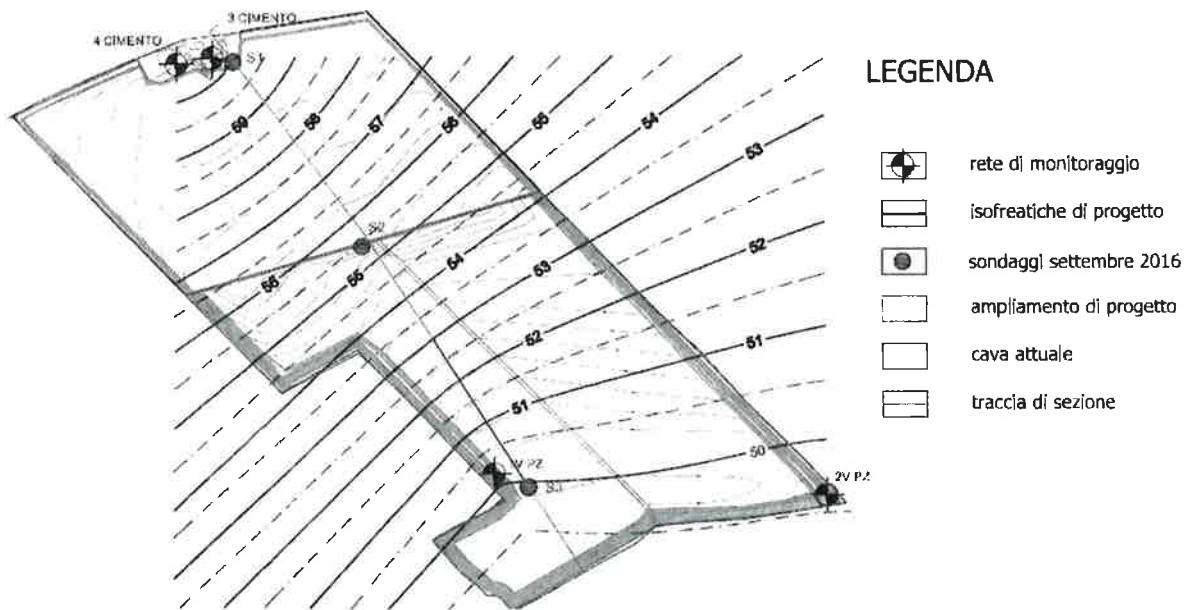 3 CIMENTO
4 CIMENTO
S1
59
58
57
56
55
54
53
52
51
50
S2
55
55
54
53
52
51
V PZ
S3
2V PZ
LEGENDA
rete di monitoraggio
isofreatiche di progetto
sondaggi settembre 2016
ampliamento di progetto
cava attuale
traccia di sezione